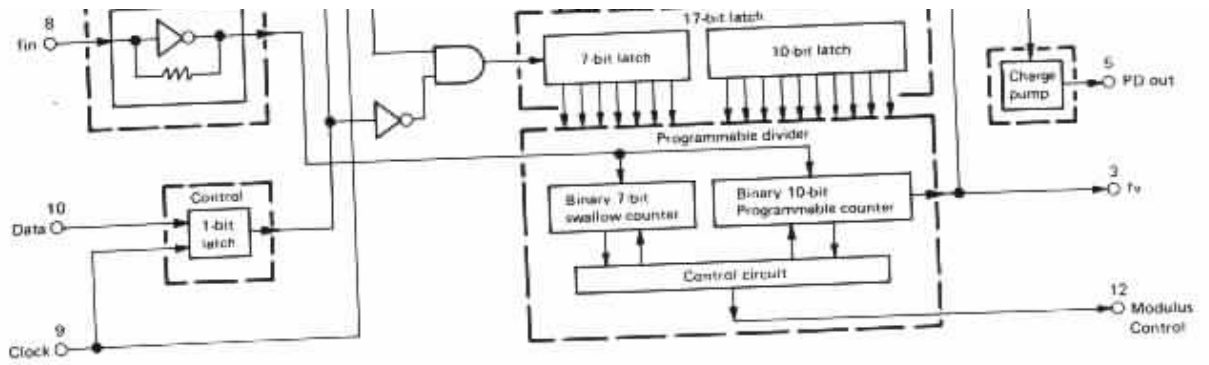 8
fin
17-bit latch
7-bit latch
10-bit latch
5
Charge
pump
PD out
Programmable divider
3
fv
Control
10
Data
1-bit
latch
Binary 7-bit
swallow counter
Binary 10-bit
Programmable counter
Control circuit
12
Modulus
Control
9
Clock